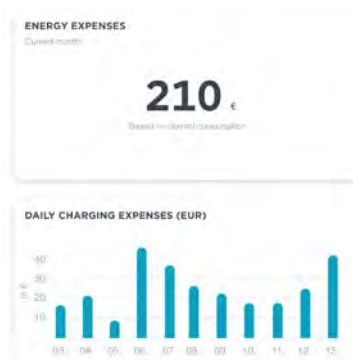 ENERGY EXPENSES
Current month
210 €
Based on current consumption
DAILY CHARGING EXPENSES (EUR)
40
30
20
10
in €
03. 04. 05. 06. 07. 08. 09. 10. 11. 12. 13.